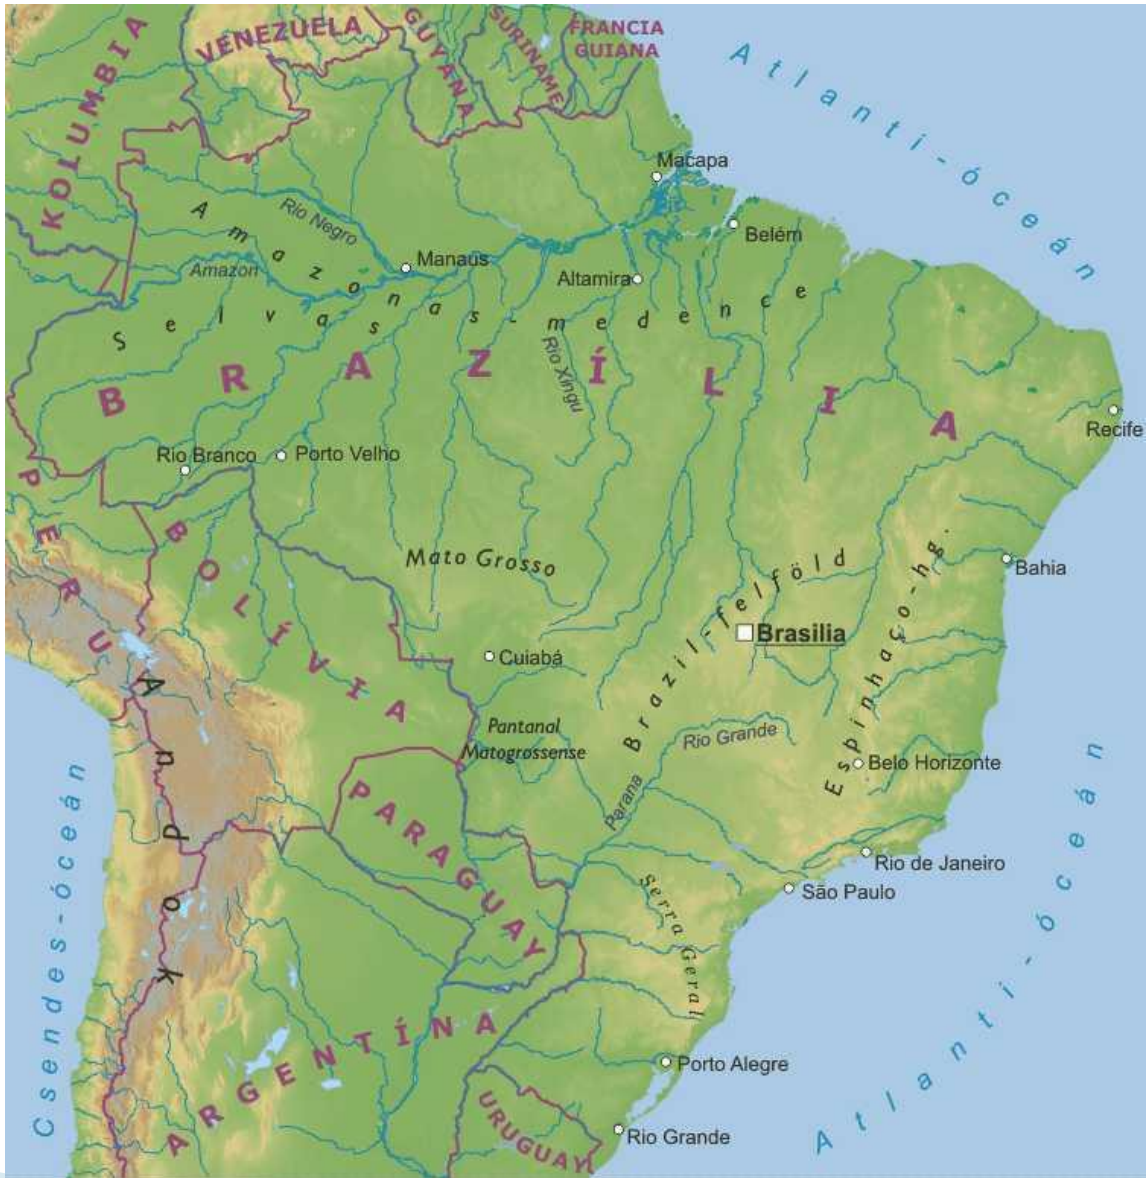 VENEZUELA
GUYANA
SURINAME
FRANCIA
GUIANA
KOLUMBIA
Atlanti-óceán
Macapa
Rio Negro
Amazonas-medence
Belém
Manaus
Amazon
Altamira
Selvas
BRAZÍLIA
Rio Xingu
Recife
Rio Branco
Porto Velho
PERU
BOLÍVIA
Mato Grosso
Brazil-felföld
Espinhaço-hg.
Bahia
Brasilia
Cuiabá
Pantanal
Matogrossense
Rio Grande
Belo Horizonte
Andok
Parana
PARAGUAY
Csendes-óceán
Rio de Janeiro
São Paulo
Serra Geral
Atlanti-óceán
ARGENTÍNA
Porto Alegre
URUGUAY
Rio Grande